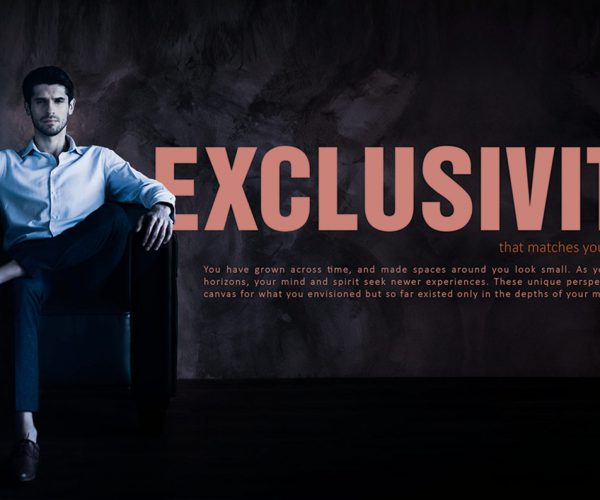 EXCLUSIVIT
that matches you
You have grown across time, and made spaces around you look small. As yo
horizons, your mind and spirit seek newer experiences. These unique perspe
canvas for what you envisioned but so far existed only in the depths of your m